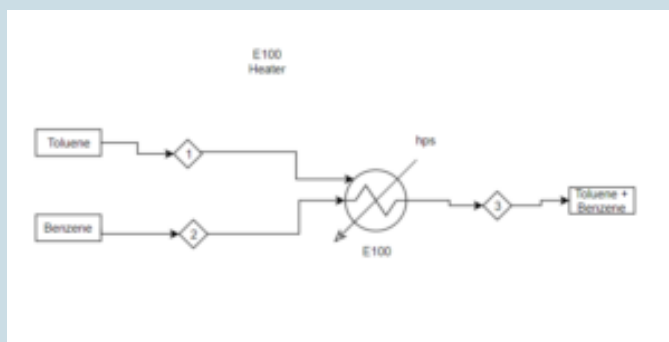 E100
Heater
hps
Toluene
1
Toluene +
Benzene
3
Benzene
2
E100